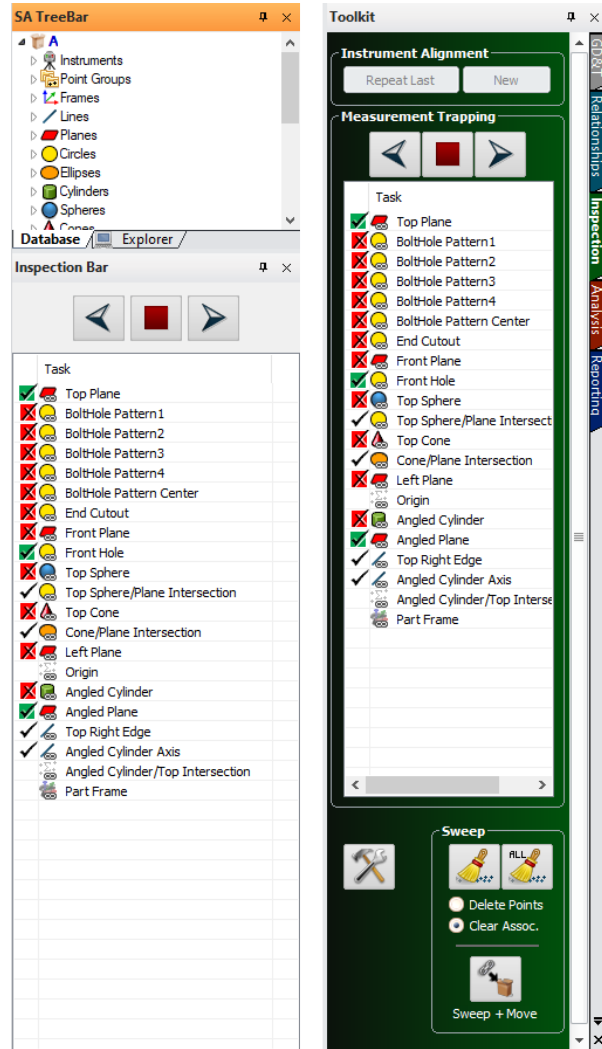 SA TreeBar
A
Instruments
Point Groups
Frames
Lines
Planes
Circles
Ellipses
Cylinders
Spheres
Cones
Database
Explorer
Inspection Bar
Task
Top Plane
BoltHole Pattern1
BoltHole Pattern2
BoltHole Pattern3
BoltHole Pattern4
BoltHole Pattern Center
End Cutout
Front Plane
Front Hole
Top Sphere
Top Sphere/Plane Intersection
Top Cone
Cone/Plane Intersection
Left Plane
Origin
Angled Cylinder
Angled Plane
Top Right Edge
Angled Cylinder Axis
Angled Cylinder/Top Intersection
Part Frame
Toolkit
Instrument Alignment
Repeat Last
New
Measurement Trapping
Task
Top Plane
BoltHole Pattern1
BoltHole Pattern2
BoltHole Pattern3
BoltHole Pattern4
BoltHole Pattern Center
End Cutout
Front Plane
Front Hole
Top Sphere
Top Sphere/Plane Intersect
Top Cone
Cone/Plane Intersection
Left Plane
Origin
Angled Cylinder
Angled Plane
Top Right Edge
Angled Cylinder Axis
Angled Cylinder/Top Interse
Part Frame
Sweep
ALL
Delete Points
Clear Assoc.
Sweep + Move
GD&T
Relationships
Inspection
Analysis
Reporting